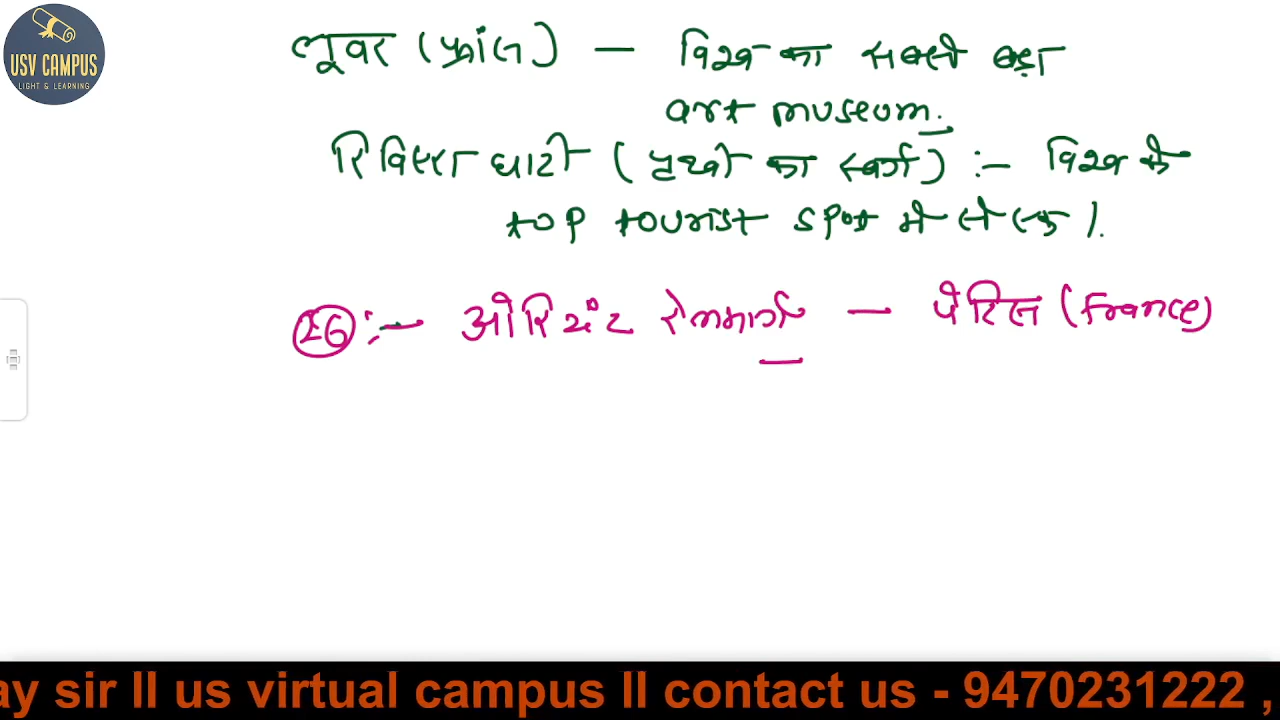 USV CAMPUS
LIGHT & LEARNING
लूवर (फ्रांस) — विश्व का सबसे बड़ा
art museum.
रिविएरा घाटी (पृथ्वी का स्वर्ग) :— विश्व के
top tourist spot में से एक।
26 :— ओरियंट रेलमार्ग — पेरिस (France)
ay sir ll us virtual campus ll contact us - 9470231222 ,